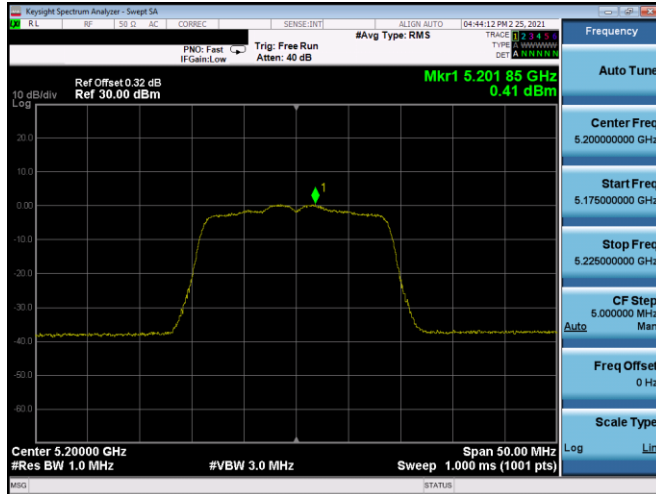 Keysight Spectrum Analyzer - Swept SA
RL RF 50 Ω AC CORREC SENSE:INT ALIGN AUTO 04:44:12 PM 2 25, 2021
#Avg Type: RMS TRACE 1 2 3 4 5 6
PNO: Fast Trig: Free Run TYPE A WWWWW
IFGain:Low Atten: 40 dB DET A N N N N N
Mkr1 5.201 85 GHz
0.41 dBm
Ref Offset 0.32 dB
10 dB/div Ref 30.00 dBm
Log
20.0
10.0
0.00
1
-10.0
-20.0
-30.0
-40.0
-50.0
-60.0
Center 5.20000 GHz Span 50.00 MHz
#Res BW 1.0 MHz #VBW 3.0 MHz Sweep 1.000 ms (1001 pts)
MSG STATUS
Frequency
Auto Tune
Center Freq
5.200000000 GHz
Start Freq
5.175000000 GHz
Stop Freq
5.225000000 GHz
CF Step
5.000000 MHz
Auto Man
Freq Offset
0 Hz
Scale Type
Log Lin